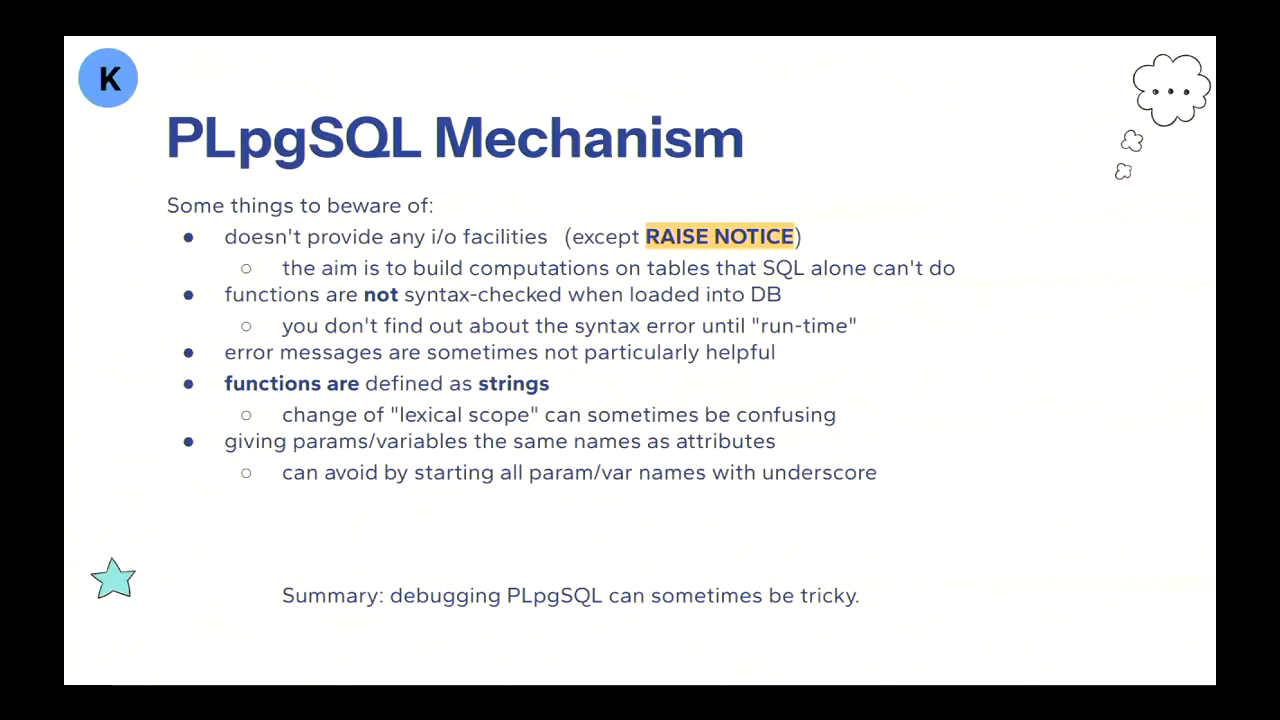 K
PLpgSQL Mechanism
Some things to beware of:
● doesn't provide any i/o facilities (except RAISE NOTICE)
○ the aim is to build computations on tables that SQL alone can't do
● functions are not syntax-checked when loaded into DB
○ you don't find out about the syntax error until "run-time"
● error messages are sometimes not particularly helpful
● functions are defined as strings
○ change of "lexical scope" can sometimes be confusing
● giving params/variables the same names as attributes
○ can avoid by starting all param/var names with underscore
Summary: debugging PLpgSQL can sometimes be tricky.